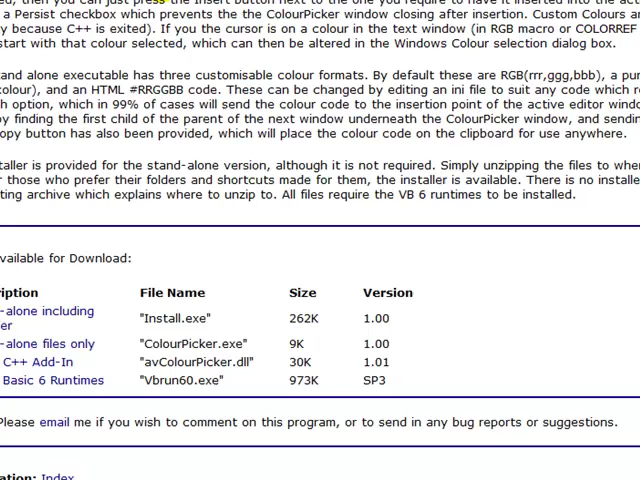 ed, then you can just press the Insert button next to the one you require to have it inserted into the acti
a Persist checkbox which prevents the the ColourPicker window closing after insertion. Custom Colours a
y because C++ is exited). If you the cursor is on a colour in the text window (in RGB macro or COLORREF
start with that colour selected, which can then be altered in the Windows Colour selection dialog box.
and alone executable has three customisable colour formats. By default these are RGB(rrr,ggg,bbb), a pu
colour), and an HTML #RRGGBB code. These can be changed by editing an ini file to suit any code which r
h option, which in 99% of cases will send the colour code to the insertion point of the active editor wind
by finding the first child of the parent of the next window underneath the ColourPicker window, and sendin
opy button has also been provided, which will place the colour code on the clipboard for use anywhere.
staller is provided for the stand-alone version, although it is not required. Simply unzipping the files to whe
r those who prefer their folders and shortcuts made for them, the installer is available. There is no installe
ting archive which explains where to unzip to. All files require the VB 6 runtimes to be installed.
vailable for Download:
ription File Name Size Version
-alone including
er "Install.exe" 262K 1.00
-alone files only "ColourPicker.exe" 9K 1.00
C++ Add-In "avColourPicker.dll" 30K 1.01
Basic 6 Runtimes "Vbrun60.exe" 973K SP3
Please email me if you wish to comment on this program, or to send in any bug reports or suggestions.
ation: Index